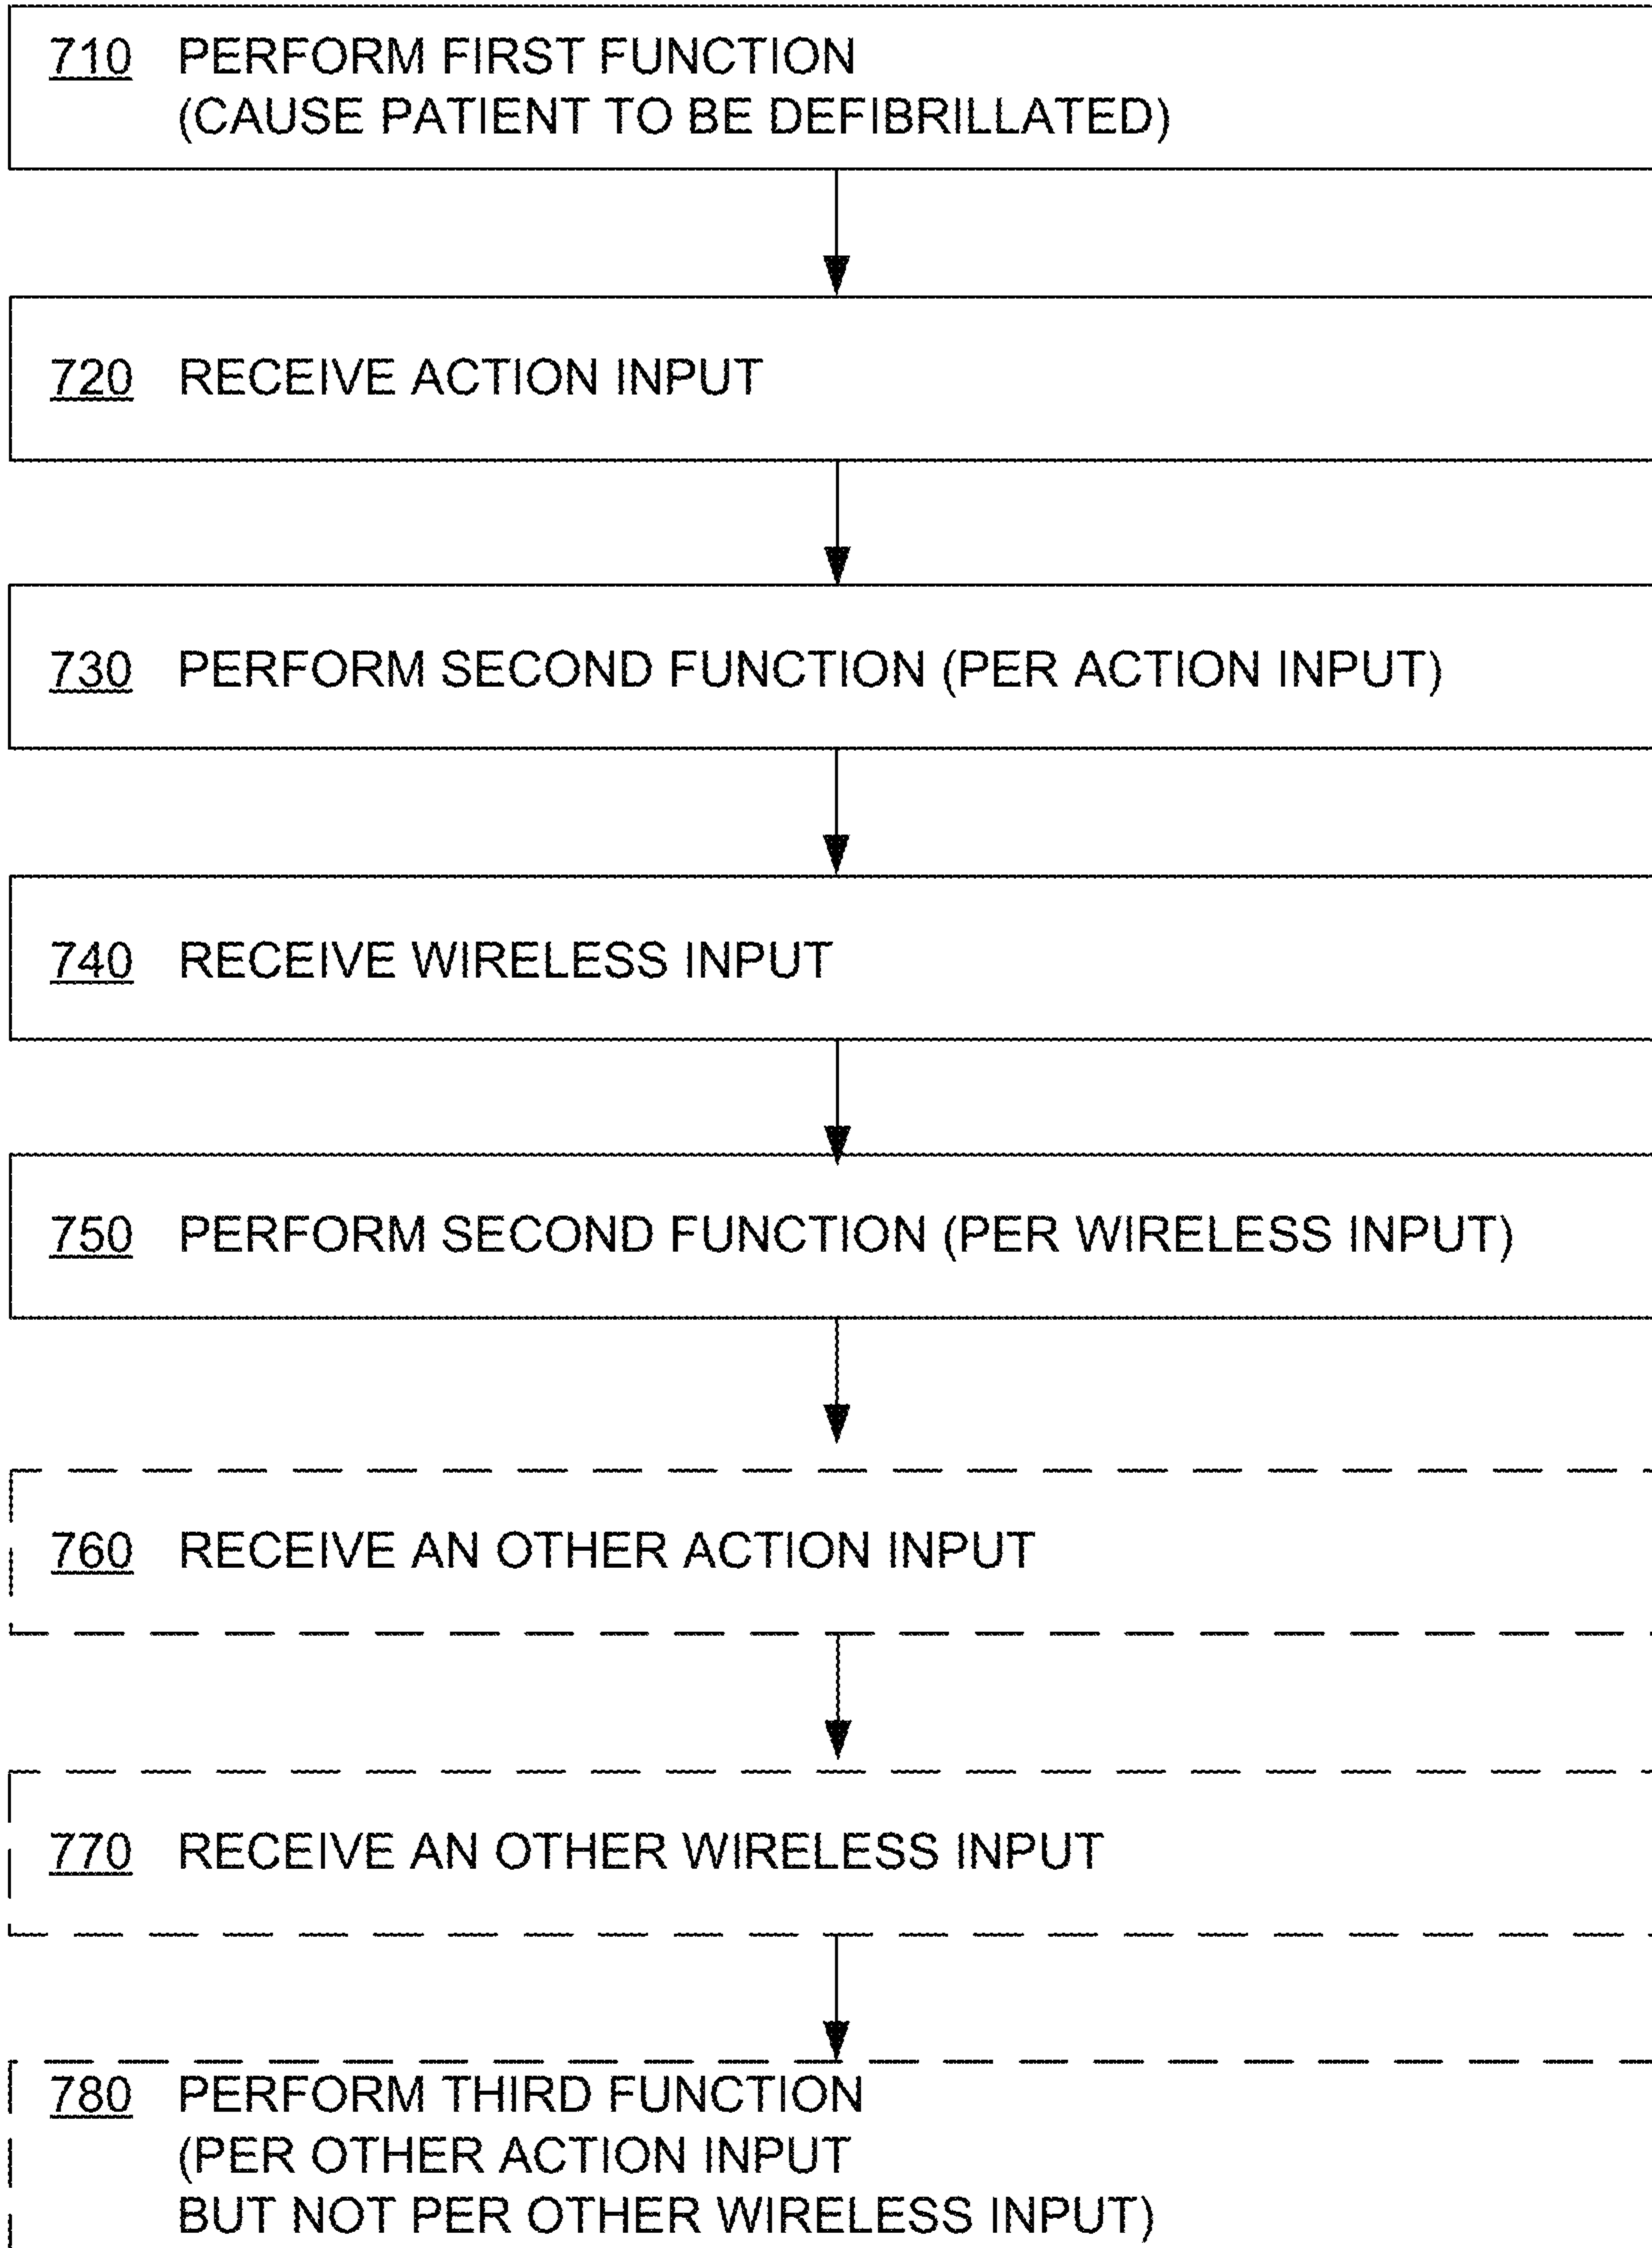 710 PERFORM FIRST FUNCTION
(CAUSE PATIENT TO BE DEFIBRILLATED)
720 RECEIVE ACTION INPUT
730 PERFORM SECOND FUNCTION (PER ACTION INPUT)
740 RECEIVE WIRELESS INPUT
750 PERFORM SECOND FUNCTION (PER WIRELESS INPUT)
760 RECEIVE AN OTHER ACTION INPUT
770 RECEIVE AN OTHER WIRELESS INPUT
780 PERFORM THIRD FUNCTION
(PER OTHER ACTION INPUT
BUT NOT PER OTHER WIRELESS INPUT)